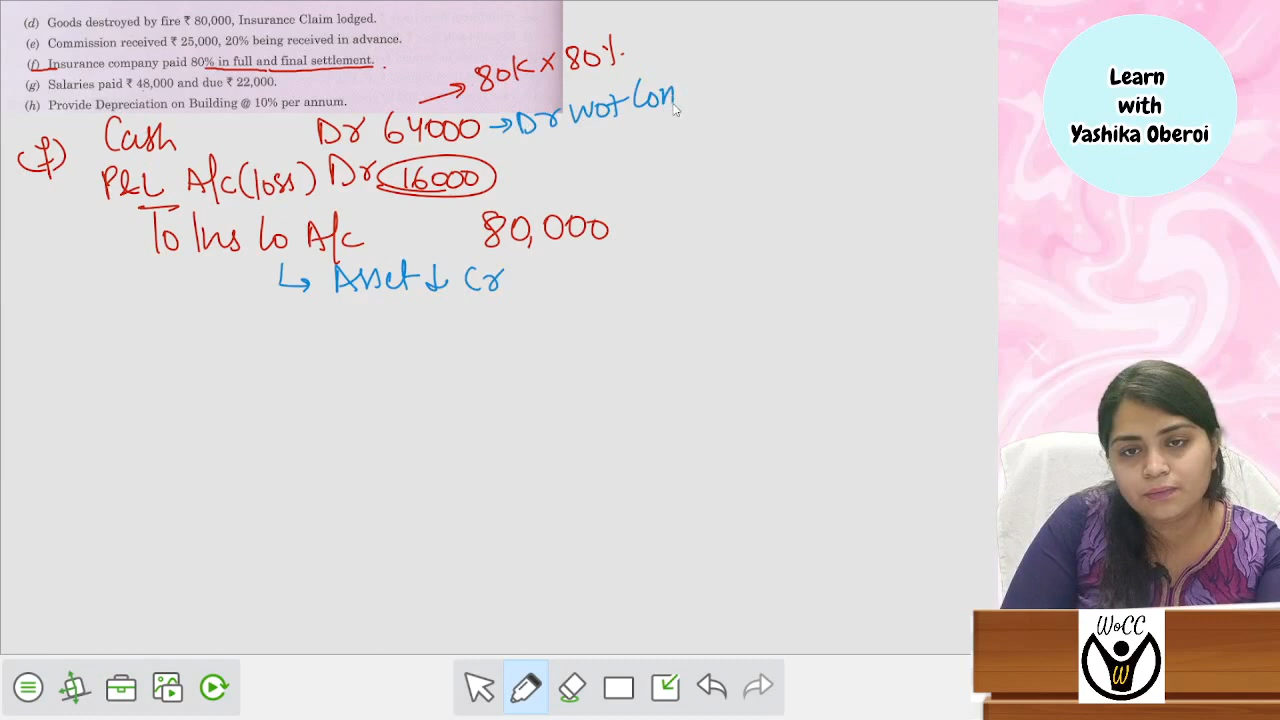 (d) Goods destroyed by fire ₹ 80,000, Insurance Claim lodged.
(e) Commission received ₹ 25,000, 20% being received in advance.
(f) Insurance company paid 80% in full and final settlement.
(g) Salaries paid ₹ 48,000 and due ₹ 22,000.
(h) Provide Depreciation on Building @ 10% per annum.
→ 80K × 80%
(f) Cash Dr 64000 → Dr wot Com
P&L A/c (loss) Dr 16000
To Ins Co A/c 80,000
↳ Asset ↓ Cr
Learn
with
Yashika Oberoi
WoCC
W